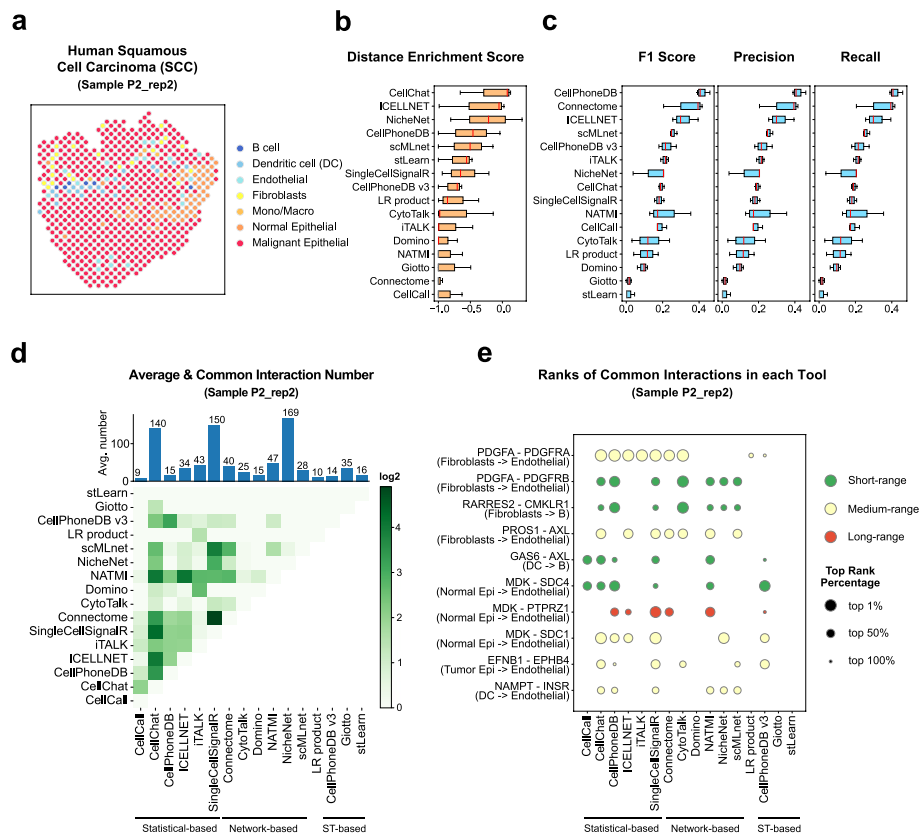 a
Human Squamous
Cell Carcinoma (SCC)
(Sample P2_rep2)
B cell
Dendritic cell (DC)
Endothelial
Fibroblasts
Mono/Macro
Normal Epithelial
Malignant Epithelial
b
Distance Enrichment Score
CellChat
ICELLNET
NicheNet
CellPhoneDB
scMLnet
stLearn
SingleCellSignalR
CellPhoneDB v3
LR product
CytoTalk
iTALK
Domino
NATMI
Giotto
Connectome
CellCall
−1.0 −0.5 0.0
c
F1 Score Precision Recall
CellPhoneDB
Connectome
ICELLNET
scMLnet
CellPhoneDB v3
iTALK
NicheNet
CellChat
SingleCellSignalR
NATMI
CellCall
CytoTalk
LR product
Domino
Giotto
stLearn
0.0 0.2 0.4 0.0 0.2 0.4 0.0 0.2 0.4
d
Average & Common Interaction Number
(Sample P2_rep2)
Avg. number
100
0
9 140 15 34 43 150 40 25 15 47 169 28 10 14 35 16
stLearn
Giotto
CellPhoneDB v3
LR product
scMLnet
NicheNet
NATMI
Domino
CytoTalk
Connectome
SingleCellSignalR
iTALK
ICELLNET
CellPhoneDB
CellChat
CellCall
log2
4
3
2
1
0
CellCall
CellChat
CellPhoneDB
ICELLNET
iTALK
SingleCellSignalR
Connectome
CytoTalk
Domino
NATMI
NicheNet
scMLnet
LR product
CellPhoneDB v3
Giotto
stLearn
Statistical-based Network-based ST-based
e
Ranks of Common Interactions in each Tool
(Sample P2_rep2)
PDGFA - PDGFRA
(Fibroblasts -> Endothelial)
PDGFA - PDGFRB
(Fibroblasts -> Endothelial)
RARRES2 - CMKLR1
(Fibroblasts -> B)
PROS1 - AXL
(Fibroblasts -> Endothelial)
GAS6 - AXL
(DC -> B)
MDK - SDC4
(Normal Epi -> Endothelial)
MDK - PTPRZ1
(Normal Epi -> Endothelial)
MDK - SDC1
(Normal Epi -> Endothelial)
EFNB1 - EPHB4
(Tumor Epi -> Endothelial)
NAMPT - INSR
(DC -> Endothelial)
Short-range
Medium-range
Long-range
Top Rank
Percentage
top 1%
top 50%
top 100%
CellCall
CellChat
CellPhoneDB
ICELLNET
iTALK
SingleCellSignalR
Connectome
CytoTalk
Domino
NATMI
NicheNet
scMLnet
LR product
CellPhoneDB v3
Giotto
stLearn
Statistical-based Network-based ST-based